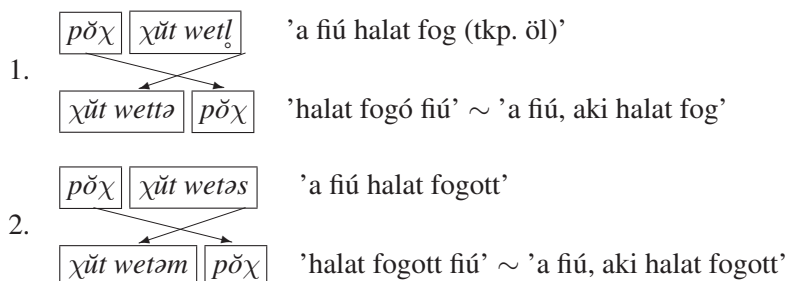 1.
pŏχ χŭt wetl̥ ’a fiú halat fog (tkp. öl)’
χŭt wettə pŏχ ’halat fogó fiú’ ∼ ’a fiú, aki halat fog’
2.
pŏχ χŭt wetəs ’a fiú halat fogott’
χŭt wetəm pŏχ ’halat fogott fiú’ ∼ ’a fiú, aki halat fogott’